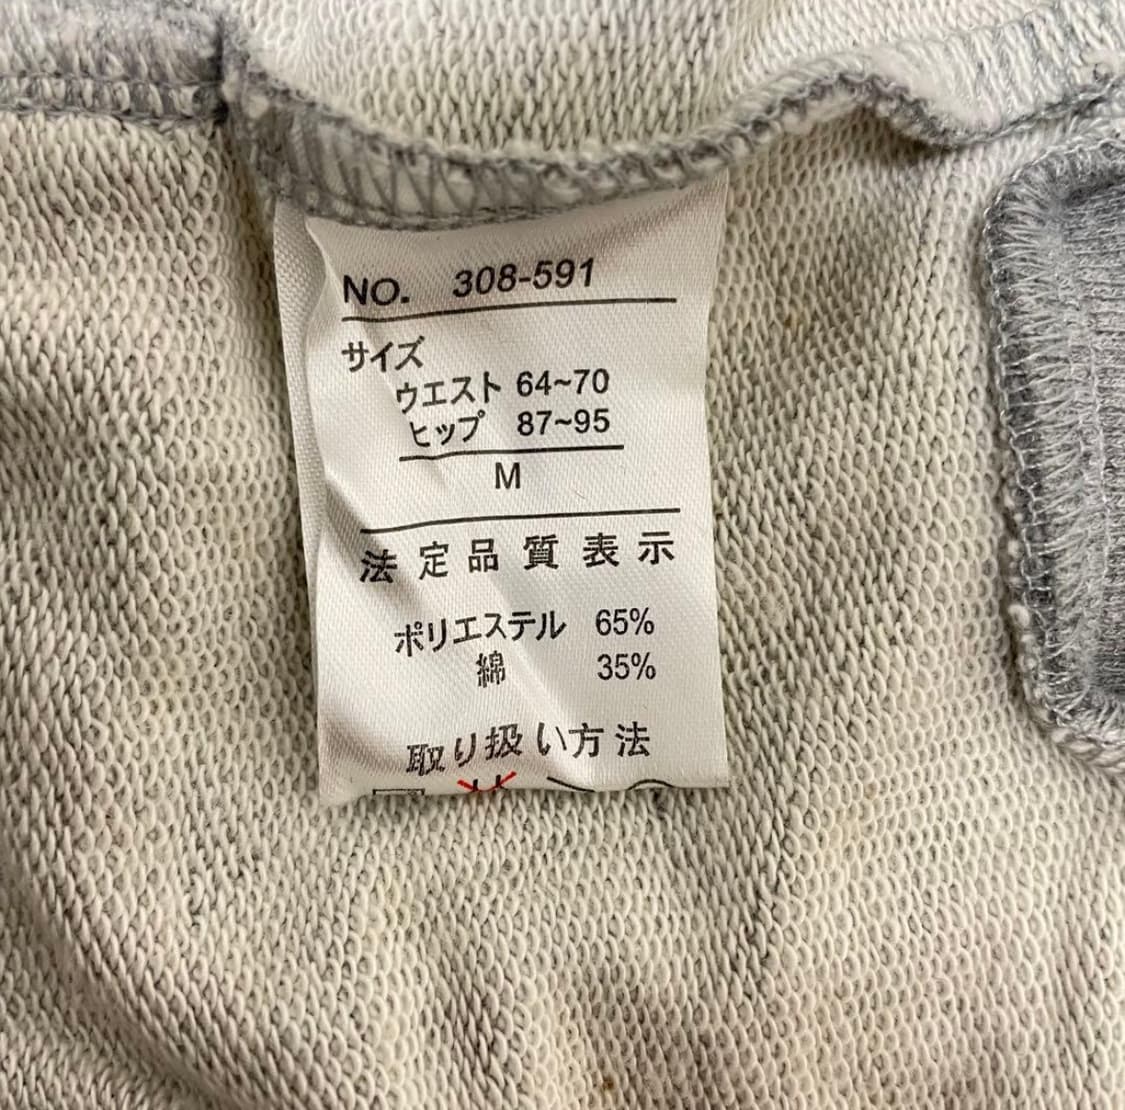 NO. 308-591
サイズ
ウエスト 64~70
ヒップ 87~95
M
法定品質表示
ポリエステル 65%
綿 35%
取り扱い方法